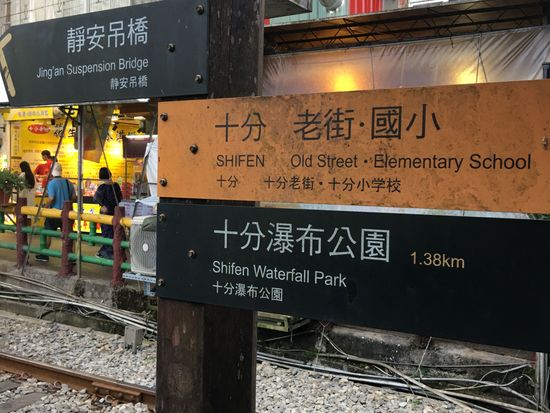 靜安吊橋
Jing'an Suspension Bridge
静安吊橋
十分 老街·國小
SHIFEN Old Street · Elementary School
十分 十分老街·十分小学校
十分瀑布公園 1.38km
Shifen Waterfall Park
十分瀑布公園